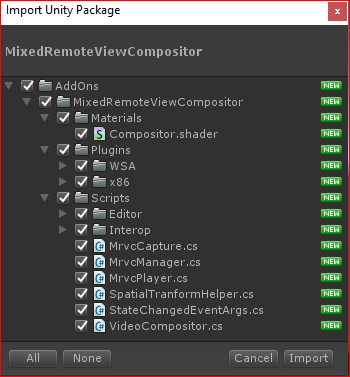 Import Unity Package x
MixedRemoteViewCompositor
AddOns NEW
MixedRemoteViewCompositor NEW
Materials NEW
Compositor.shader NEW
Plugins NEW
WSA NEW
x86 NEW
Scripts NEW
Editor NEW
Interop NEW
MrvcCapture.cs NEW
MrvcManager.cs NEW
MrvcPlayer.cs NEW
SpatialTranformHelper.cs NEW
StateChangedEventArgs.cs NEW
VideoCompositor.cs NEW
All None Cancel Import